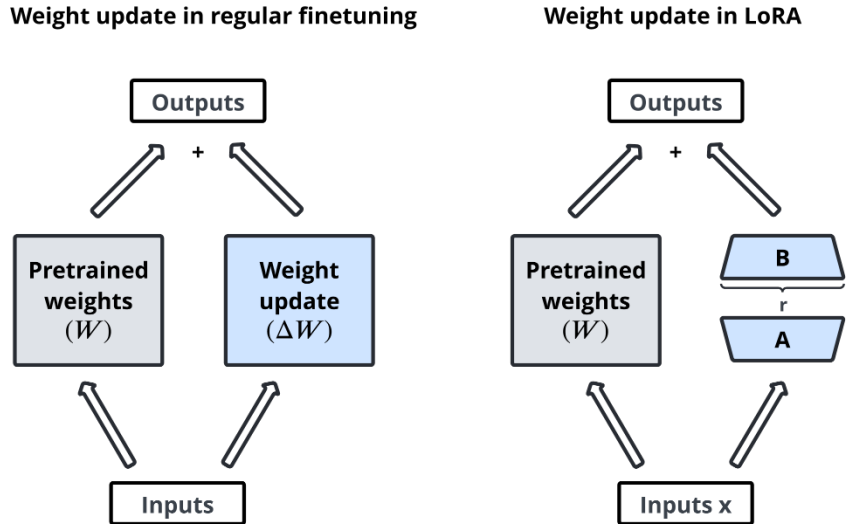 Weight update in regular finetuning
Outputs
+
Pretrained
weights
(W)
Weight
update
(ΔW)
Inputs
Weight update in LoRA
Outputs
+
Pretrained
weights
(W)
B
r
A
Inputs x